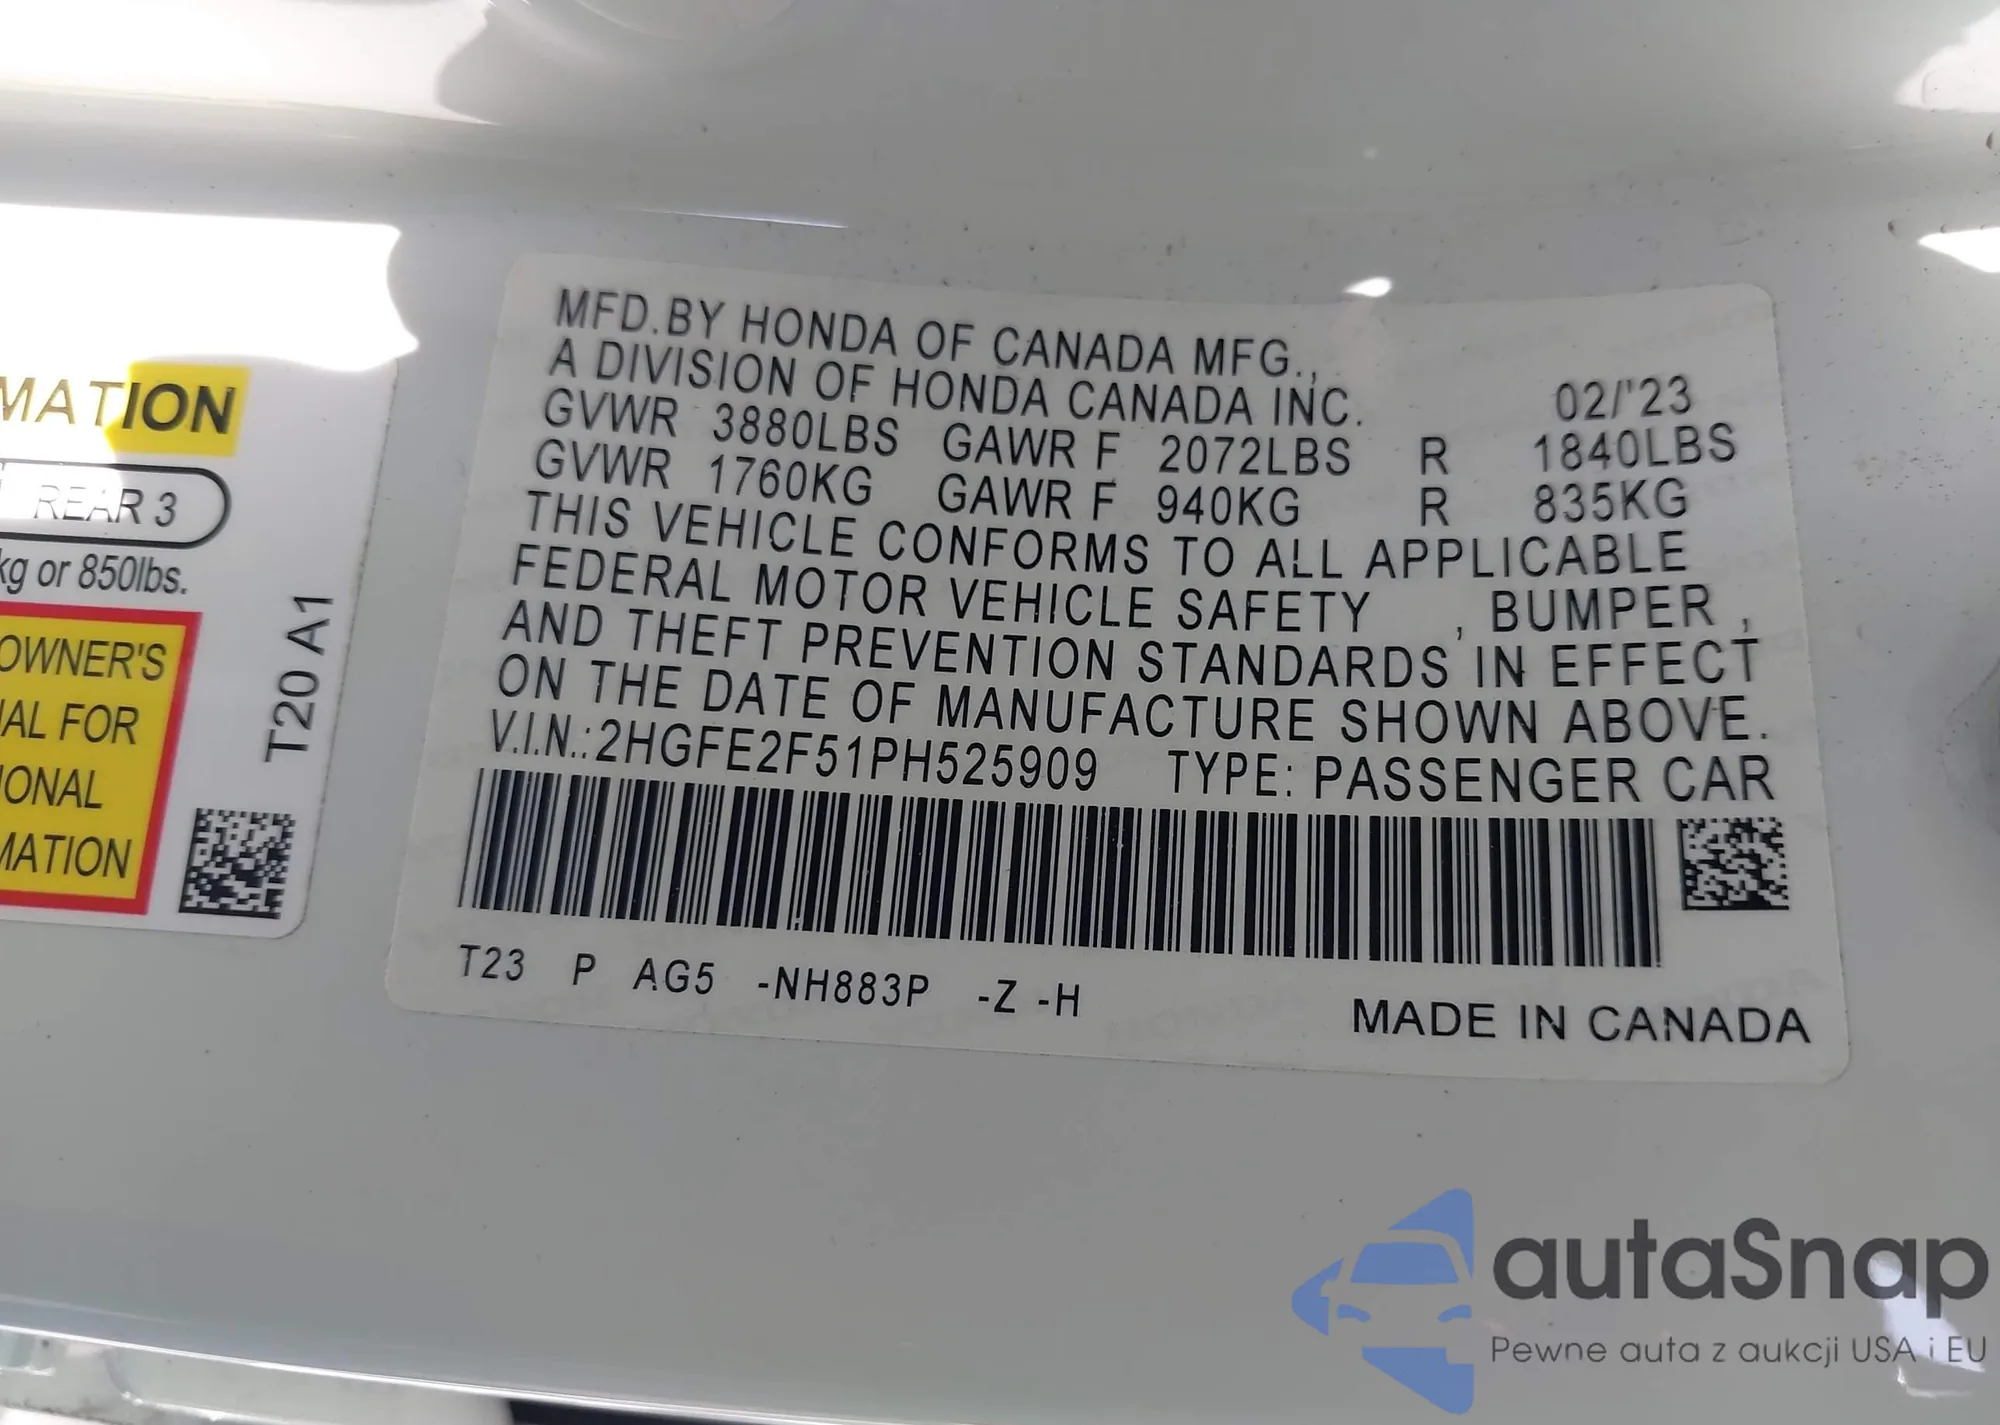 MATION
REAR 3
kg or 850lbs.
OWNER'S
AL FOR
IONAL
MATION
T20 A1
MFD.BY HONDA OF CANADA MFG.,
A DIVISION OF HONDA CANADA INC. 02/'23
GVWR 3880LBS GAWR F 2072LBS R 1840LBS
GVWR 1760KG GAWR F 940KG R 835KG
THIS VEHICLE CONFORMS TO ALL APPLICABLE
FEDERAL MOTOR VEHICLE SAFETY , BUMPER ,
AND THEFT PREVENTION STANDARDS IN EFFECT
ON THE DATE OF MANUFACTURE SHOWN ABOVE.
V.I.N.:2HGFE2F51PH525909 TYPE: PASSENGER CAR
T23 P AG5 -NH883P -Z -H
MADE IN CANADA
autaSnap
Pewne auta z aukcji USA i EU